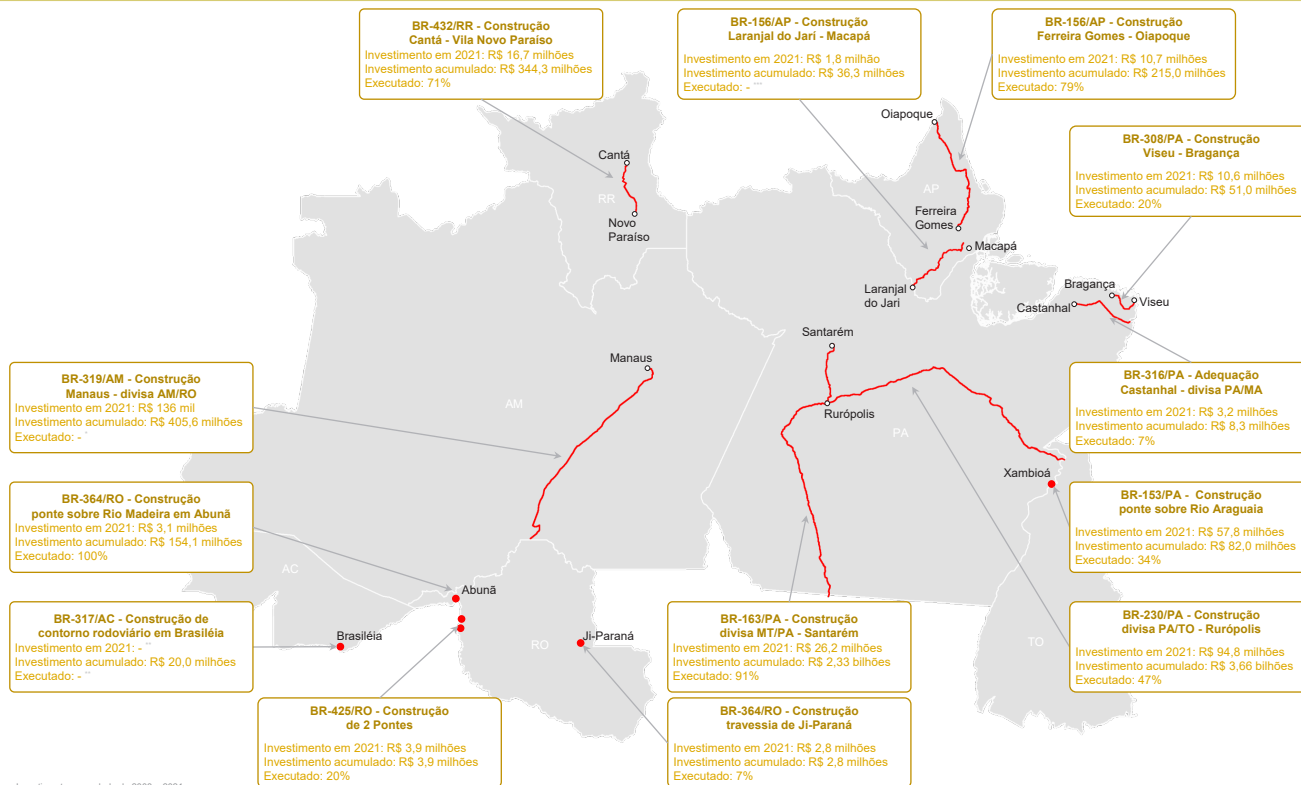 BR-432/RR - Construção
Cantá - Vila Novo Paraíso
Investimento em 2021: R$ 16,7 milhões
Investimento acumulado: R$ 344,3 milhões
Executado: 71%
BR-156/AP - Construção
Laranjal do Jarí - Macapá
Investimento em 2021: R$ 1,8 milhão
Investimento acumulado: R$ 36,3 milhões
Executado: - ***
BR-156/AP - Construção
Ferreira Gomes - Oiapoque
Investimento em 2021: R$ 10,7 milhões
Investimento acumulado: R$ 215,0 milhões
Executado: 79%
BR-308/PA - Construção
Viseu - Bragança
Investimento em 2021: R$ 10,6 milhões
Investimento acumulado: R$ 51,0 milhões
Executado: 20%
Oiapoque
Cantá
RR
Novo
Paraíso
AP
Ferreira
Gomes
Macapá
Laranjal
do Jari
Bragança
Castanhal
Viseu
Santarém
Manaus
AM
Rurópolis
PA
Xambioá
BR-319/AM - Construção
Manaus - divisa AM/RO
Investimento em 2021: R$ 136 mil
Investimento acumulado: R$ 405,6 milhões
Executado: - *
BR-316/PA - Adequação
Castanhal - divisa PA/MA
Investimento em 2021: R$ 3,2 milhões
Investimento acumulado: R$ 8,3 milhões
Executado: 7%
BR-364/RO - Construção
ponte sobre Rio Madeira em Abunã
Investimento em 2021: R$ 3,1 milhões
Investimento acumulado: R$ 154,1 milhões
Executado: 100%
BR-153/PA - Construção
ponte sobre Rio Araguaia
Investimento em 2021: R$ 57,8 milhões
Investimento acumulado: R$ 82,0 milhões
Executado: 34%
AC
Abunã
Brasiléia
RO
Ji-Paraná
TO
BR-317/AC - Construção de
contorno rodoviário em Brasiléia
Investimento em 2021: - **
Investimento acumulado: R$ 20,0 milhões
Executado: - **
BR-163/PA - Construção
divisa MT/PA - Santarém
Investimento em 2021: R$ 26,2 milhões
Investimento acumulado: R$ 2,33 bilhões
Executado: 91%
BR-230/PA - Construção
divisa PA/TO - Rurópolis
Investimento em 2021: R$ 94,8 milhões
Investimento acumulado: R$ 3,66 bilhões
Executado: 47%
BR-425/RO - Construção
de 2 Pontes
Investimento em 2021: R$ 3,9 milhões
Investimento acumulado: R$ 3,9 milhões
Executado: 20%
BR-364/RO - Construção
travessia de Ji-Paraná
Investimento em 2021: R$ 2,8 milhões
Investimento acumulado: R$ 2,8 milhões
Executado: 7%